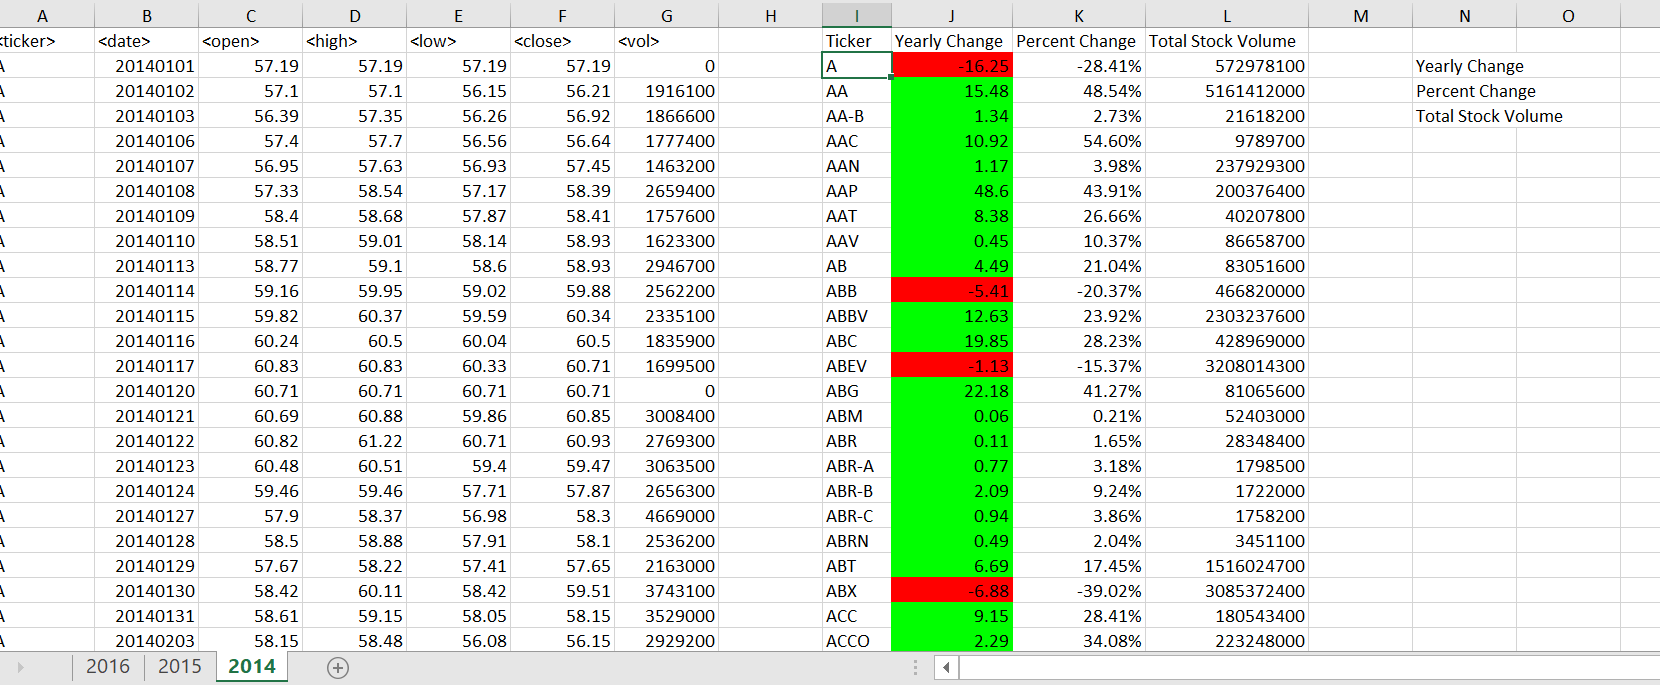 A B C D E F G H I J K L M N O
<ticker> <date> <open> <high> <low> <close> <vol> Ticker Yearly Change Percent Change Total Stock Volume
A 20140101 57.19 57.19 57.19 57.19 0 A -16.25 -28.41% 572978100 Yearly Change
A 20140102 57.1 57.1 56.15 56.21 1916100 AA 15.48 48.54% 5161412000 Percent Change
A 20140103 56.39 57.35 56.26 56.92 1866600 AA-B 1.34 2.73% 21618200 Total Stock Volume
A 20140106 57.4 57.7 56.56 56.64 1777400 AAC 10.92 54.60% 9789700
A 20140107 56.95 57.63 56.93 57.45 1463200 AAN 1.17 3.98% 237929300
A 20140108 57.33 58.54 57.17 58.39 2659400 AAP 48.6 43.91% 200376400
A 20140109 58.4 58.68 57.87 58.41 1757600 AAT 8.38 26.66% 40207800
A 20140110 58.51 59.01 58.14 58.93 1623300 AAV 0.45 10.37% 86658700
A 20140113 58.77 59.1 58.6 58.93 2946700 AB 4.49 21.04% 83051600
A 20140114 59.16 59.95 59.02 59.88 2562200 ABB -5.41 -20.37% 466820000
A 20140115 59.82 60.37 59.59 60.34 2335100 ABBV 12.63 23.92% 2303237600
A 20140116 60.24 60.5 60.04 60.5 1835900 ABC 19.85 28.23% 428969000
A 20140117 60.83 60.83 60.33 60.71 1699500 ABEV -1.13 -15.37% 3208014300
A 20140120 60.71 60.71 60.71 60.71 0 ABG 22.18 41.27% 81065600
A 20140121 60.69 60.88 59.86 60.85 3008400 ABM 0.06 0.21% 52403000
A 20140122 60.82 61.22 60.71 60.93 2769300 ABR 0.11 1.65% 28348400
A 20140123 60.48 60.51 59.4 59.47 3063500 ABR-A 0.77 3.18% 1798500
A 20140124 59.46 59.46 57.71 57.87 2656300 ABR-B 2.09 9.24% 1722000
A 20140127 57.9 58.37 56.98 58.3 4669000 ABR-C 0.94 3.86% 1758200
A 20140128 58.5 58.88 57.91 58.1 2536200 ABRN 0.49 2.04% 3451100
A 20140129 57.67 58.22 57.41 57.65 2163000 ABT 6.69 17.45% 1516024700
A 20140130 58.42 60.11 58.42 59.51 3743100 ABX -6.88 -39.02% 3085372400
A 20140131 58.61 59.15 58.05 58.15 3529000 ACC 9.15 28.41% 180543400
A 20140203 58.15 58.48 56.08 56.15 2929200 ACCO 2.29 34.08% 223248000
2016 2015 2014